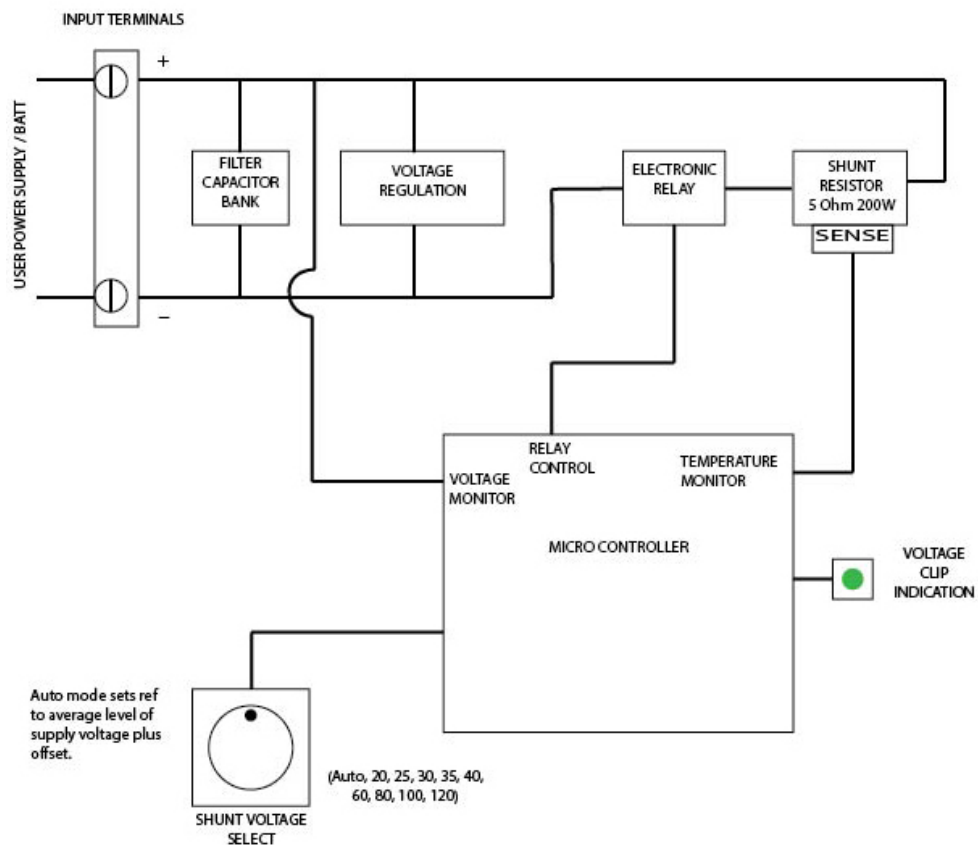 INPUT TERMINALS
+
USER POWER SUPPLY / BATT
FILTER
CAPACITOR
BANK
VOLTAGE
REGULATION
ELECTRONIC
RELAY
SHUNT
RESISTOR
5 Ohm 200W
SENSE
−
RELAY
CONTROL
TEMPERATURE
MONITOR
VOLTAGE
MONITOR
MICRO CONTROLLER
VOLTAGE
CLIP
INDICATION
Auto mode sets ref
to average level of
supply voltage plus
offset.
(Auto, 20, 25, 30, 35, 40,
60, 80, 100, 120)
SHUNT VOLTAGE
SELECT